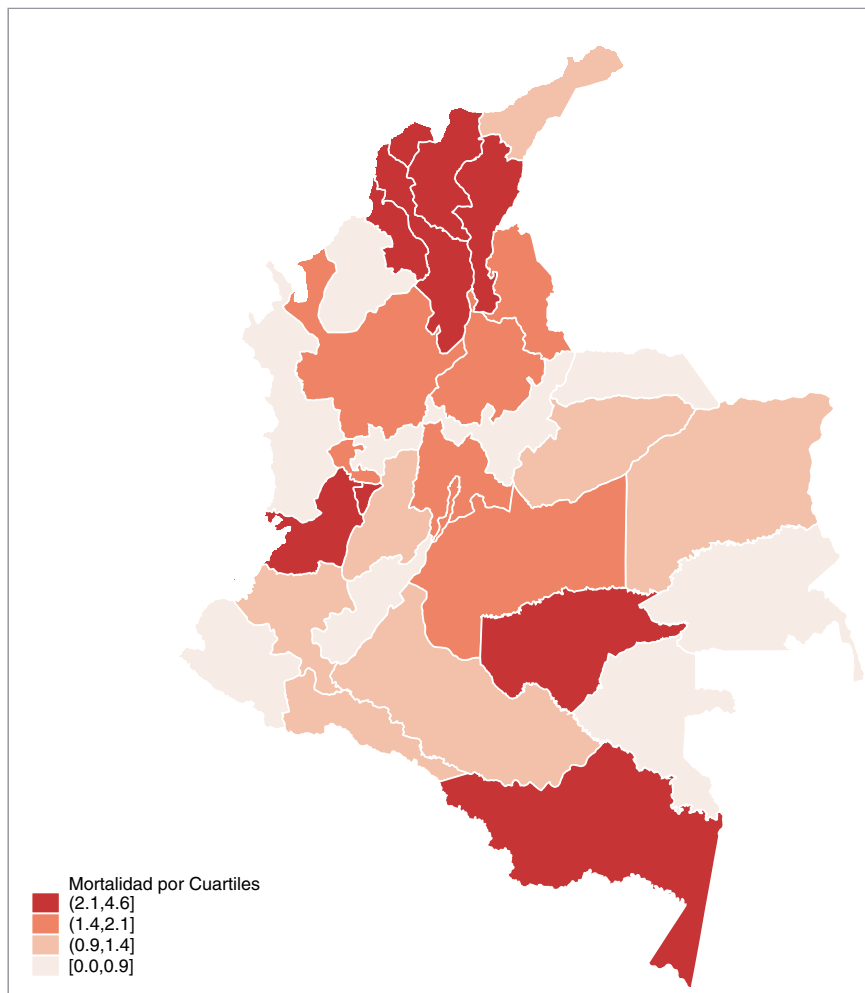 Mortalidad por Cuartiles
(2.1,4.6]
(1.4,2.1]
(0.9,1.4]
[0.0,0.9]